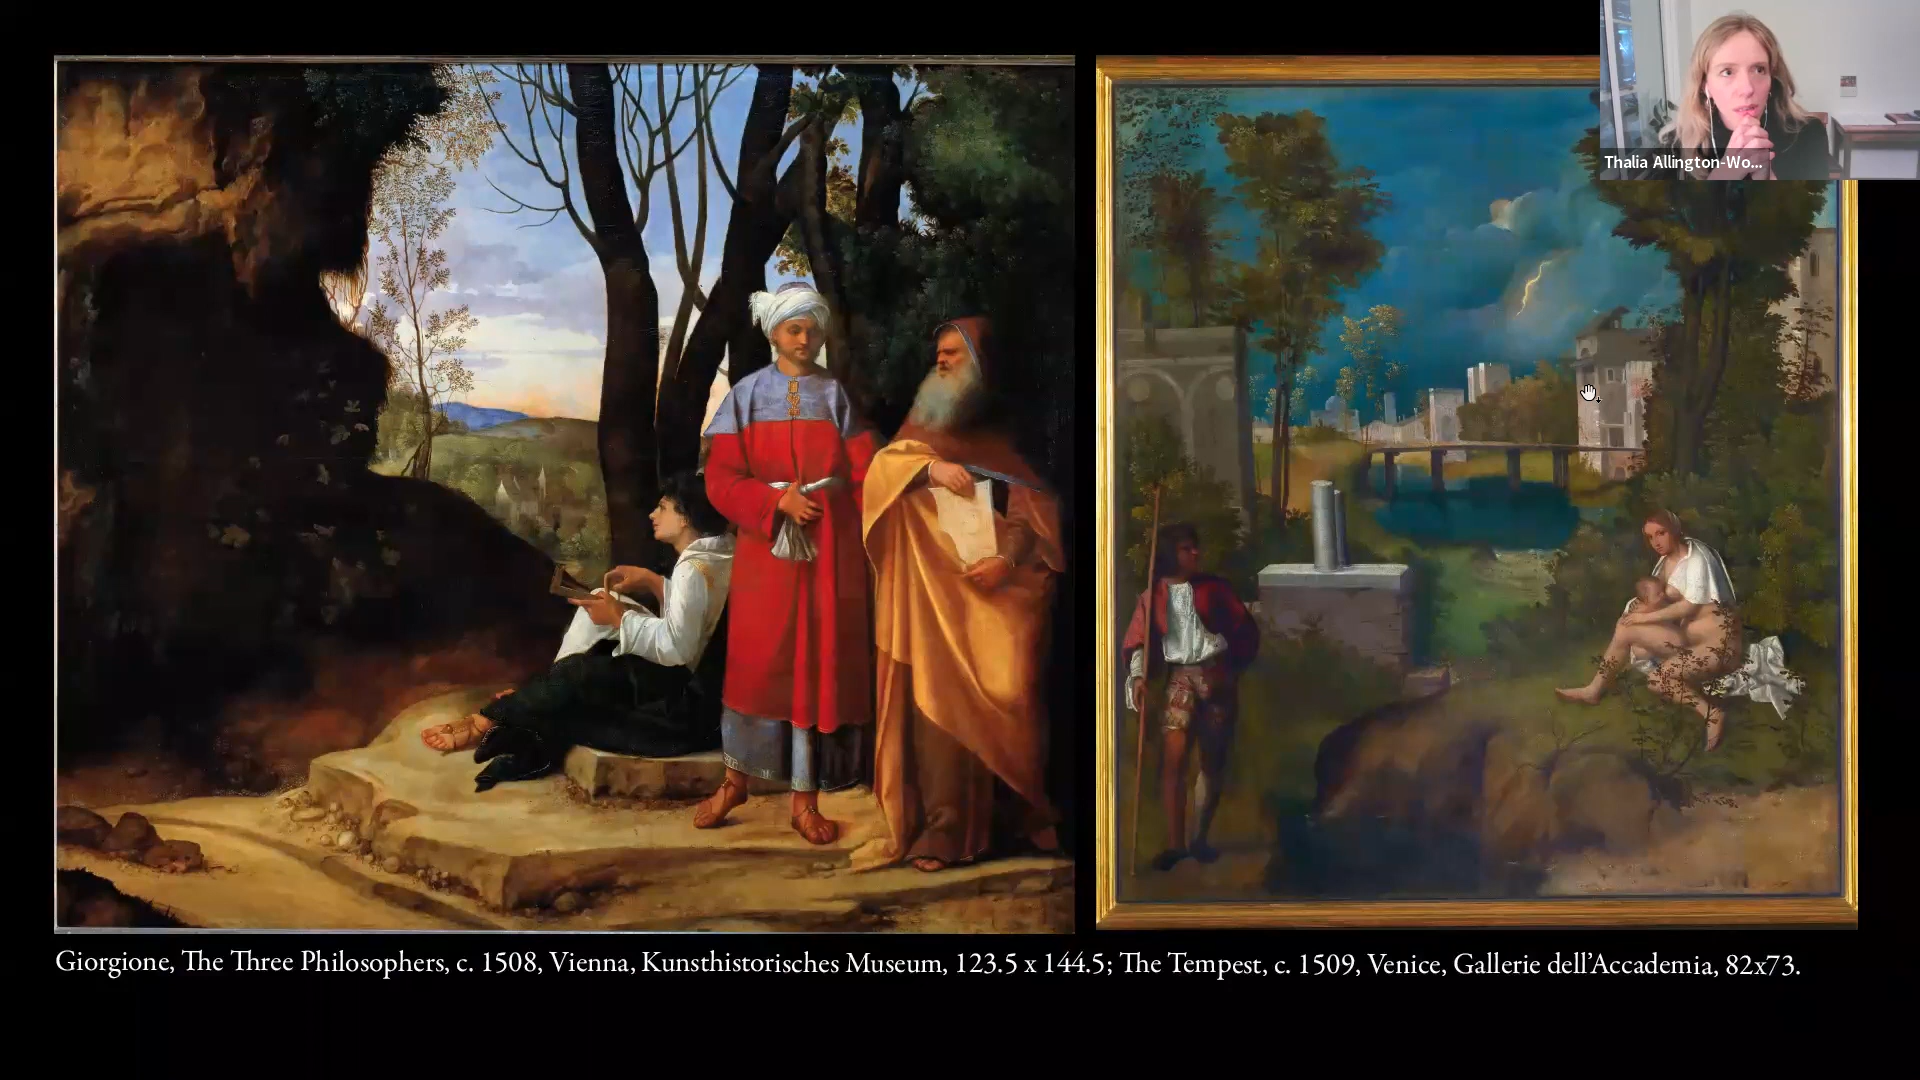 Thalia Allington-Wo...
Giorgione, The Three Philosophers, c. 1508, Vienna, Kunsthistorisches Museum, 123.5 x 144.5; The Tempest, c. 1509, Venice, Gallerie dell’Accademia, 82x73.